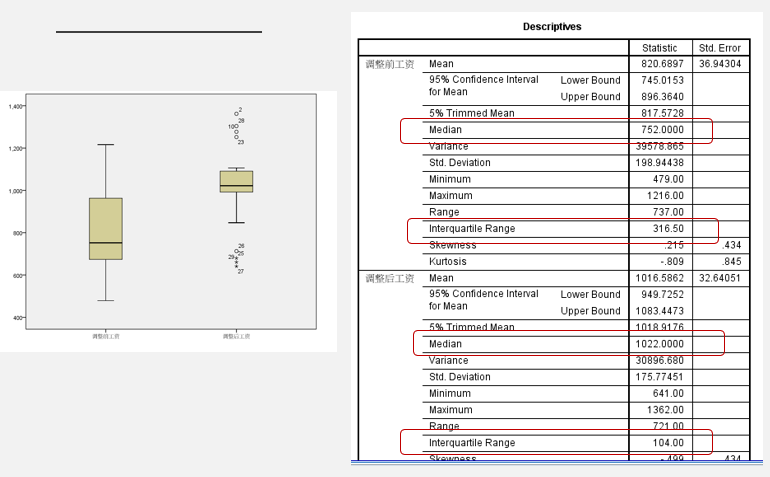 1,400
1,200
1,000
800
600
400
2
28
10
23
26
25
29
27
调整前工资
调整后工资
Descriptives
Statistic Std. Error
调整前工资 Mean 820.6897 36.94304
95% Confidence Interval for Mean Lower Bound 745.0153
Upper Bound 896.3640
5% Trimmed Mean 817.5728
Median 752.0000
Variance 39578.865
Std. Deviation 198.94438
Minimum 479.00
Maximum 1216.00
Range 737.00
Interquartile Range 316.50
Skewness .215 .434
Kurtosis -.809 .845
调整后工资 Mean 1016.5862 32.64051
95% Confidence Interval for Mean Lower Bound 949.7252
Upper Bound 1083.4473
5% Trimmed Mean 1018.9176
Median 1022.0000
Variance 30896.680
Std. Deviation 175.77451
Minimum 641.00
Maximum 1362.00
Range 721.00
Interquartile Range 104.00
Skewness -.499 .434